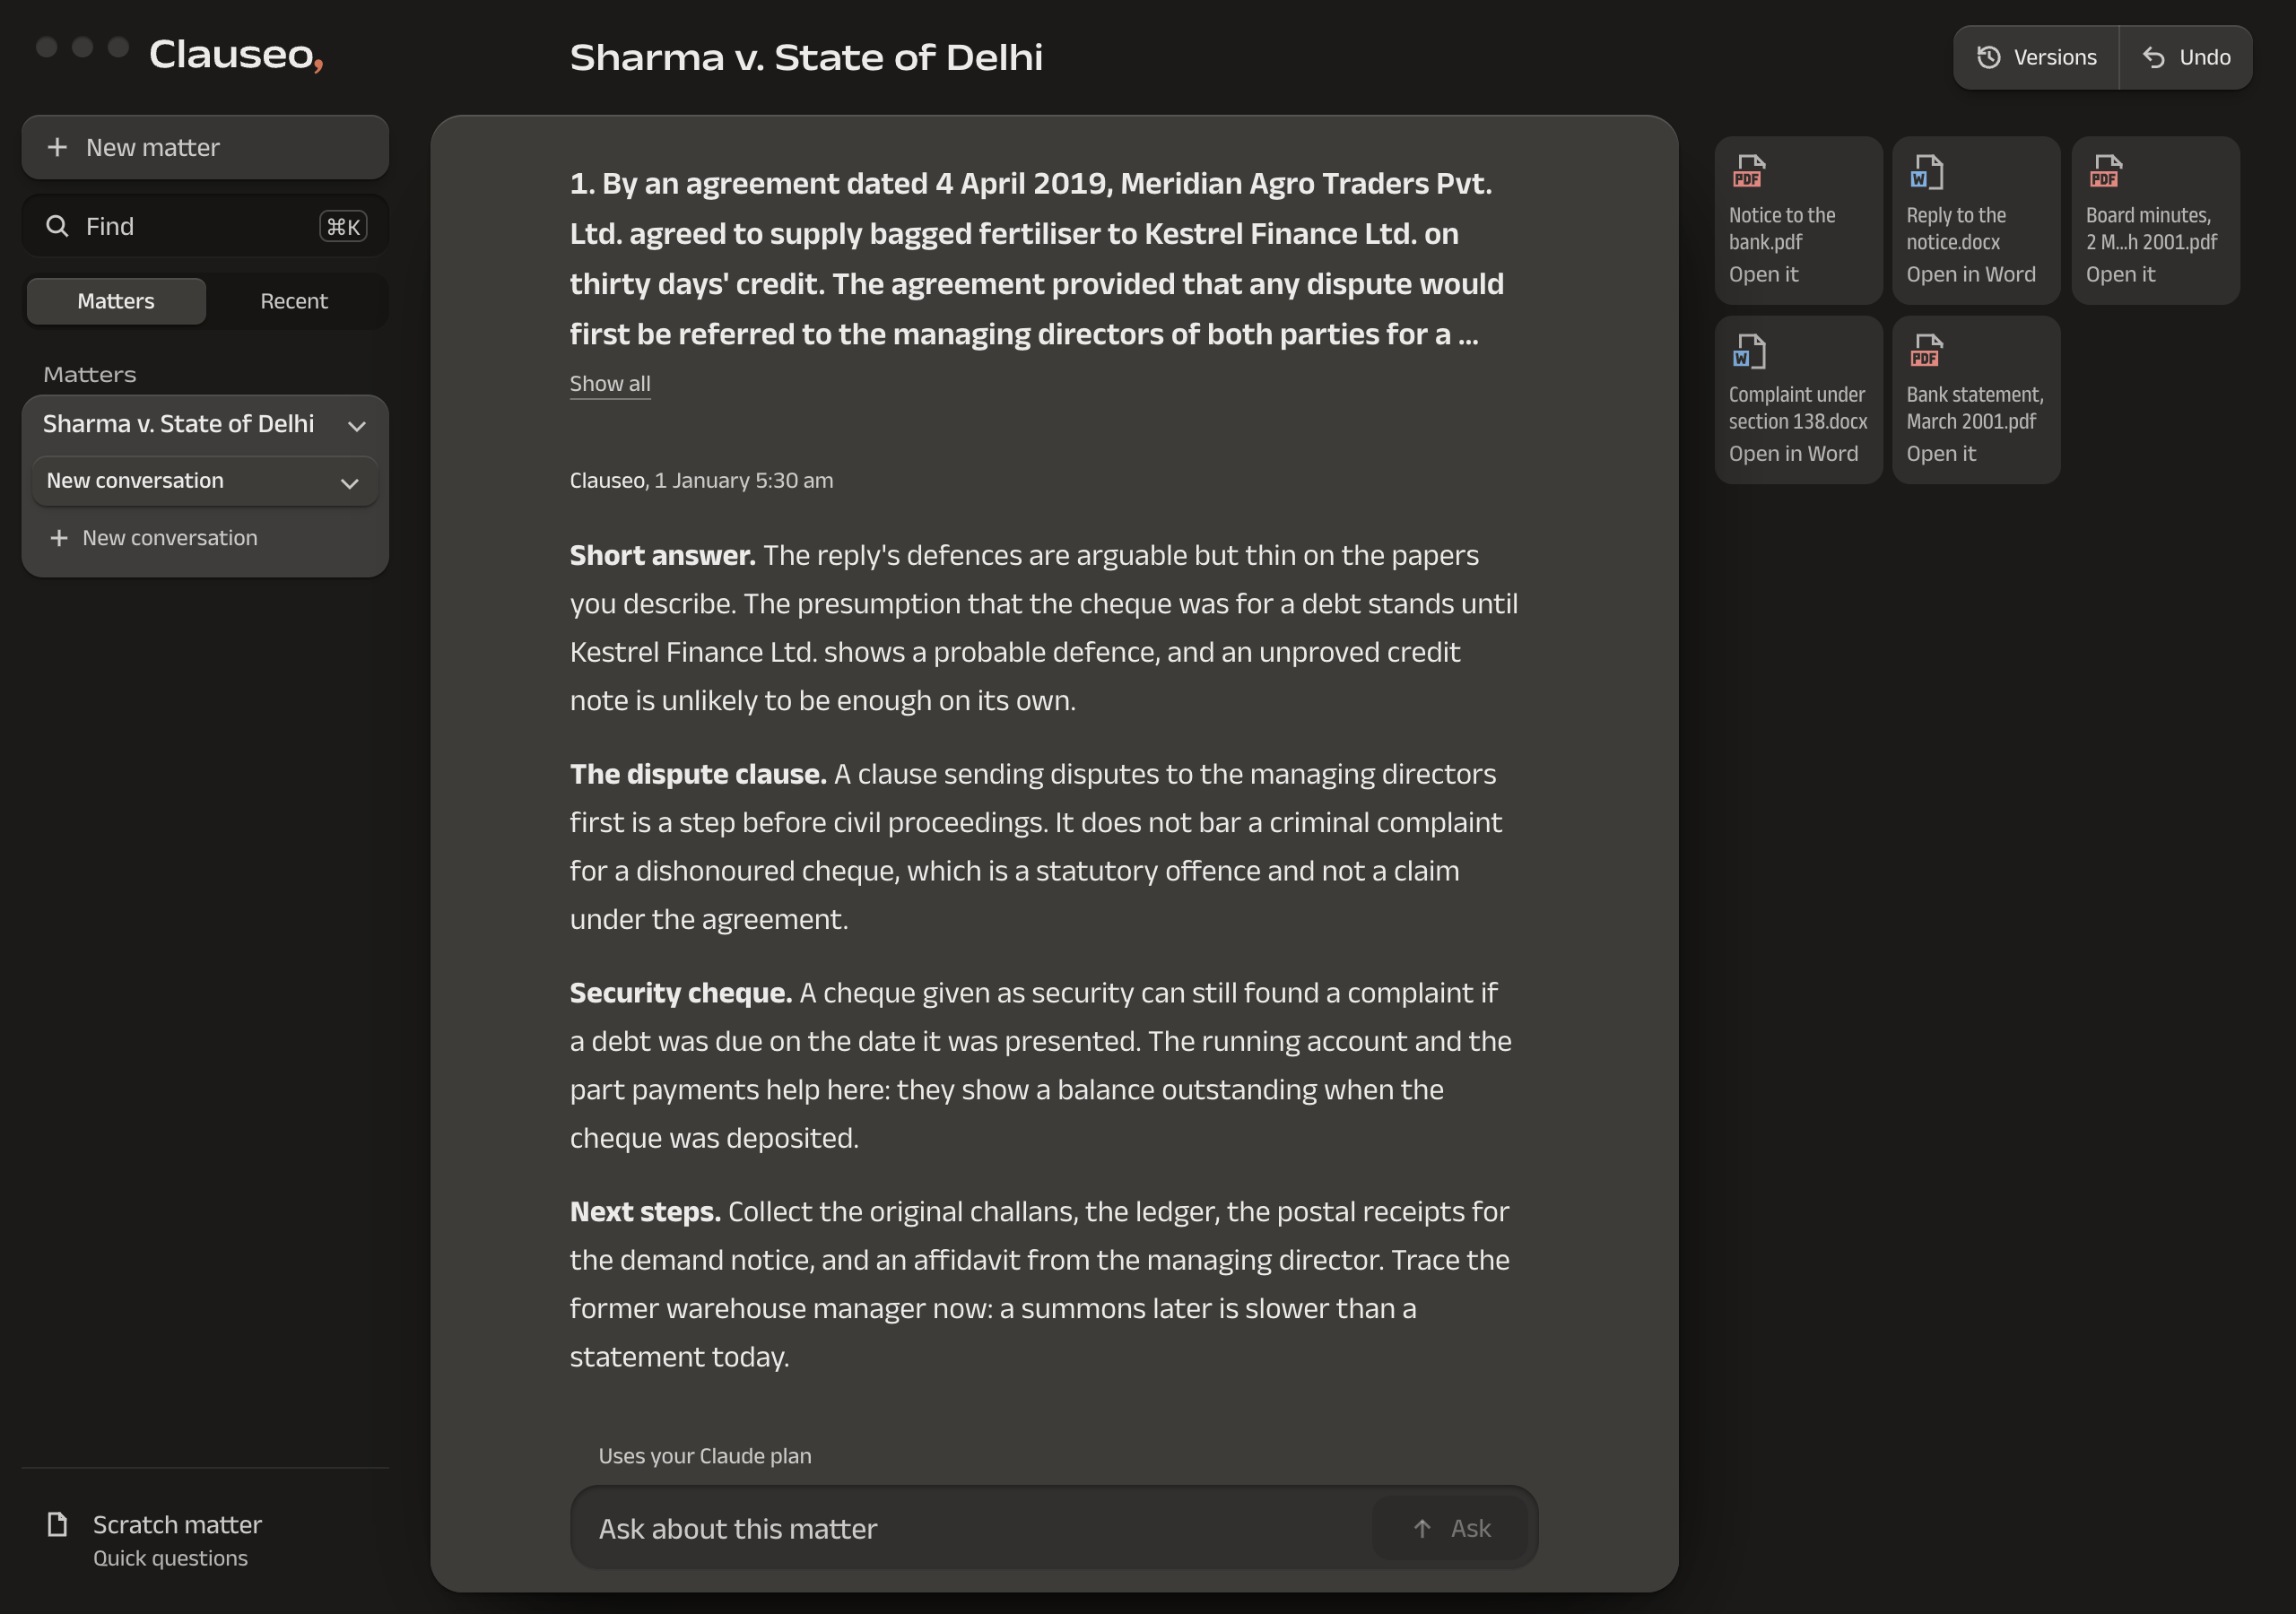 Clauseo,
Sharma v. State of Delhi
Versions
Undo
New matter
Find
⌘K
Matters
Recent
Matters
Sharma v. State of Delhi
New conversation
New conversation
1. By an agreement dated 4 April 2019, Meridian Agro Traders Pvt.
Ltd. agreed to supply bagged fertiliser to Kestrel Finance Ltd. on
thirty days' credit. The agreement provided that any dispute would
first be referred to the managing directors of both parties for a ...
Show all
Clauseo, 1 January 5:30 am
Short answer. The reply's defences are arguable but thin on the papers
you describe. The presumption that the cheque was for a debt stands until
Kestrel Finance Ltd. shows a probable defence, and an unproved credit
note is unlikely to be enough on its own.
The dispute clause. A clause sending disputes to the managing directors
first is a step before civil proceedings. It does not bar a criminal complaint
for a dishonoured cheque, which is a statutory offence and not a claim
under the agreement.
Security cheque. A cheque given as security can still found a complaint if
a debt was due on the date it was presented. The running account and the
part payments help here: they show a balance outstanding when the
cheque was deposited.
Next steps. Collect the original challans, the ledger, the postal receipts for
the demand notice, and an affidavit from the managing director. Trace the
former warehouse manager now: a summons later is slower than a
statement today.
Uses your Claude plan
Ask about this matter
Ask
PDF
Notice to the
bank.pdf
Open it
W
Reply to the
notice.docx
Open in Word
PDF
Board minutes,
2 M...h 2001.pdf
Open it
W
Complaint under
section 138.docx
Open in Word
PDF
Bank statement,
March 2001.pdf
Open it
Scratch matter
Quick questions